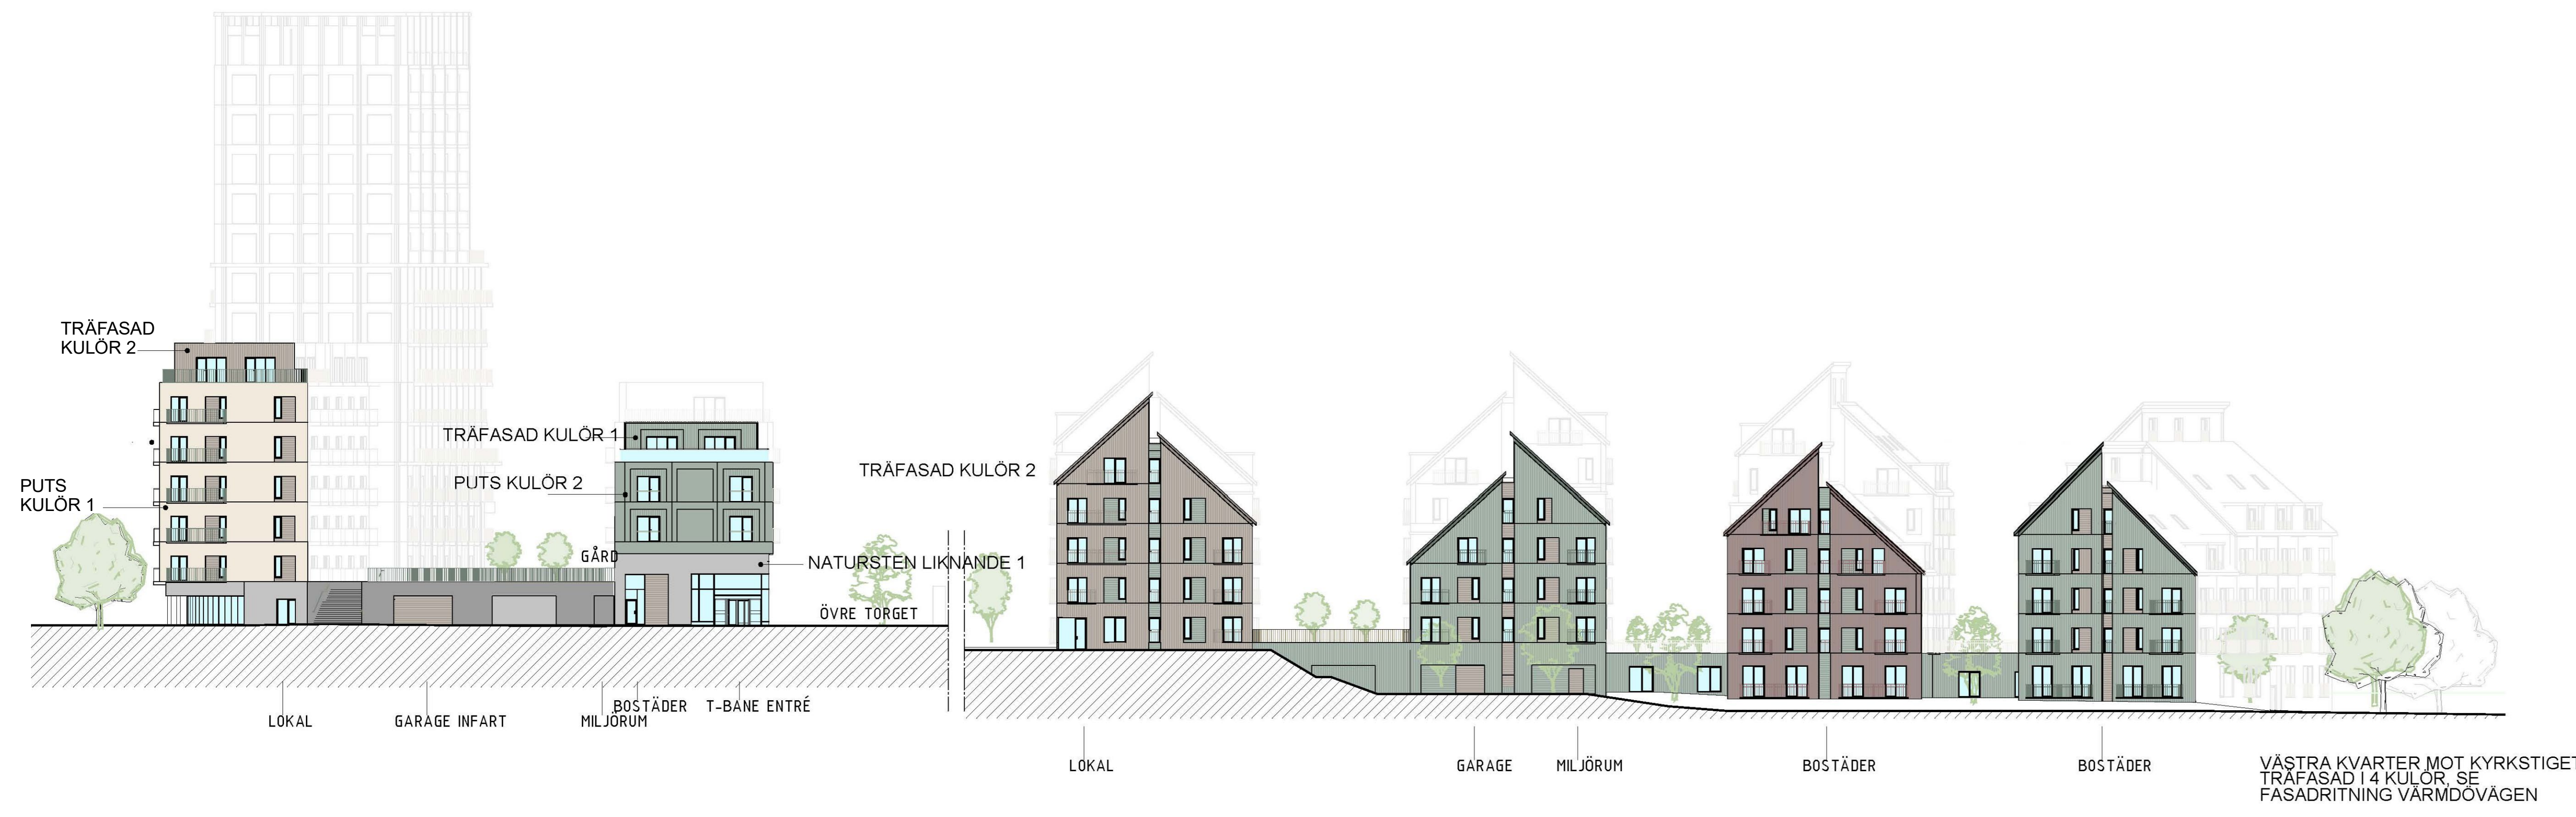 TRÄFASAD
KULÖR 2
PUTS
KULÖR 1
TRÄFASAD KULÖR 1
PUTS KULÖR 2
GÅRD
NATURSTEN LIKNANDE 1
ÖVRE TORGET
TRÄFASAD KULÖR 2
LOKAL
GARAGE INFART
MILJÖRUM
BOSTÄDER
T-BANE ENTRÉ
LOKAL
GARAGE
MILJÖRUM
BOSTÄDER
BOSTÄDER
VÄSTRA KVARTER MOT KYRKSTIGET
TRÄFASAD I 4 KULÖR, SE
FASADRITNING VÄRMDÖVÄGEN